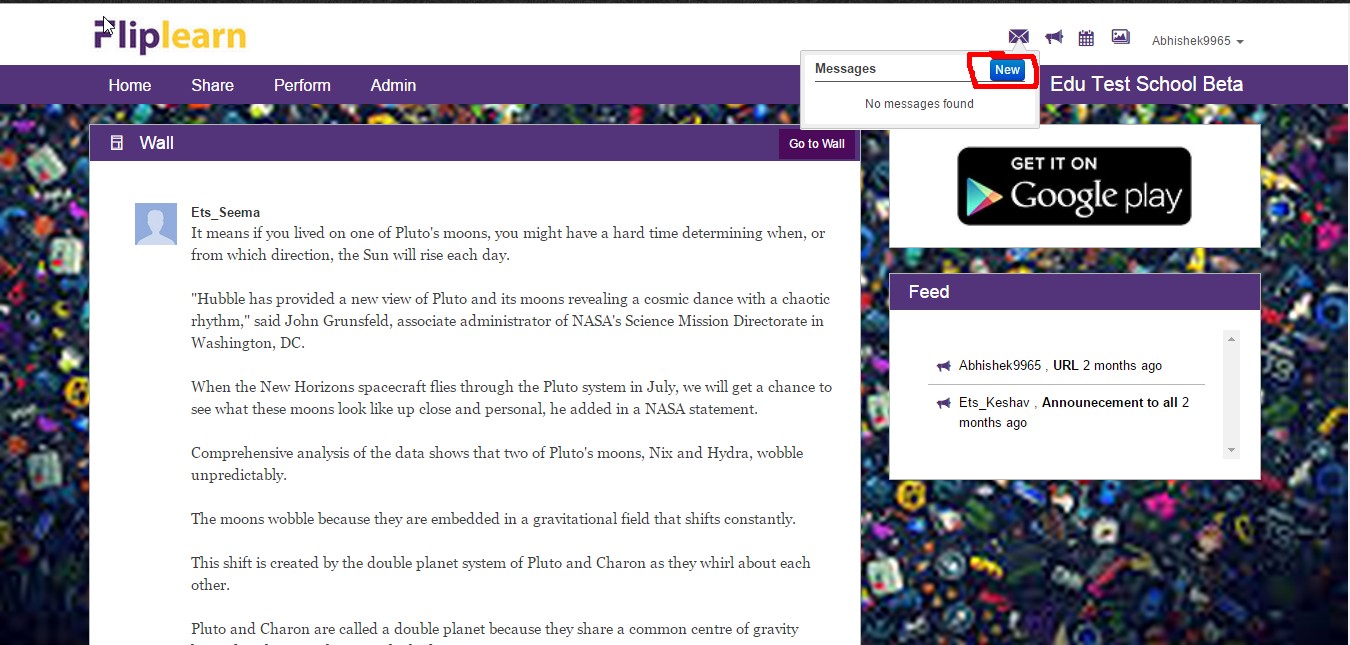 Fliplearn
Abhishek9965
Messages
New
No messages found
Home Share Perform Admin
Edu Test School Beta
Wall
Go to Wall
Ets_Seema
It means if you lived on one of Pluto's moons, you might have a hard time determining when, or
from which direction, the Sun will rise each day.
"Hubble has provided a new view of Pluto and its moons revealing a cosmic dance with a chaotic
rhythm," said John Grunsfeld, associate administrator of NASA's Science Mission Directorate in
Washington, DC.
When the New Horizons spacecraft flies through the Pluto system in July, we will get a chance to
see what these moons look like up close and personal, he added in a NASA statement.
Comprehensive analysis of the data shows that two of Pluto's moons, Nix and Hydra, wobble
unpredictably.
The moons wobble because they are embedded in a gravitational field that shifts constantly.
This shift is created by the double planet system of Pluto and Charon as they whirl about each
other.
Pluto and Charon are called a double planet because they share a common centre of gravity
GET IT ON
Google play
Feed
Abhishek9965 , URL 2 months ago
Ets_Keshav , Announecement to all 2
months ago